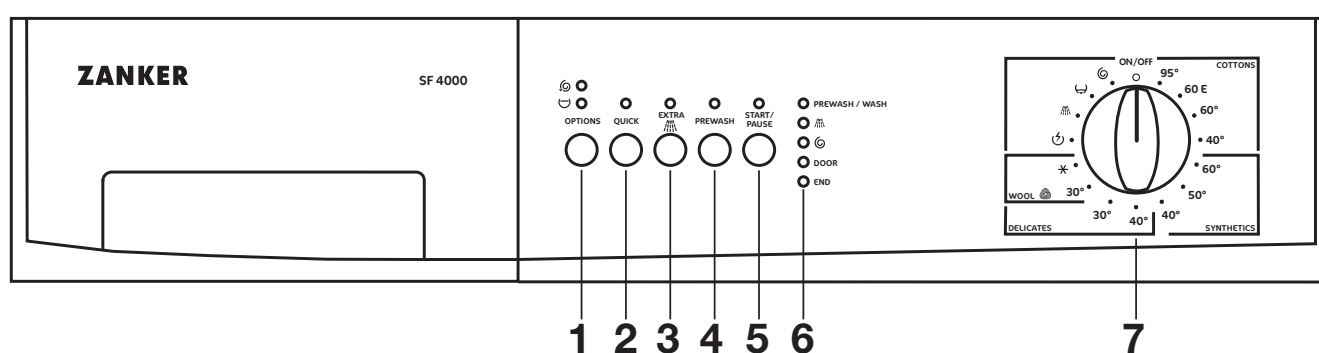 ZANKER
SF 4000
OPTIONS
QUICK
EXTRA
PREWASH
START/
PAUSE
PREWASH / WASH
DOOR
END
ON/OFF
COTTONS
95°
60 E
60°
40°
60°
50°
40°
SYNTHETICS
40°
30°
DELICATES
30°
WOOL
1 2 3 4 5 6 7